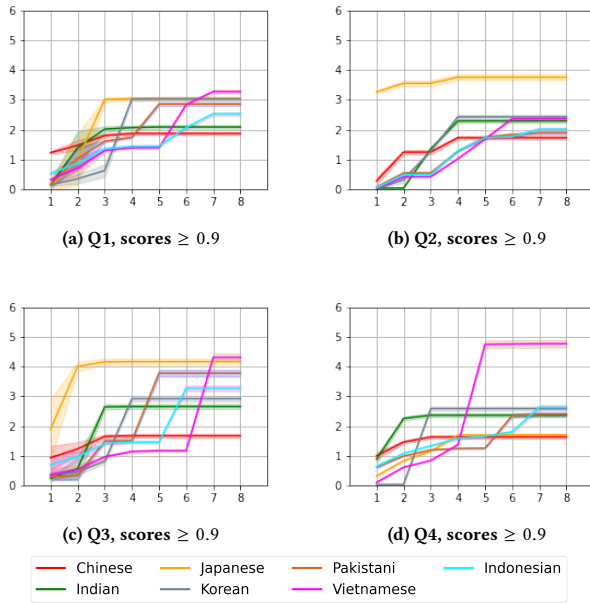 6
5
4
3
2
1
0
1 2 3 4 5 6 7 8
(a) Q1, scores ≥ 0.9
6
5
4
3
2
1
0
1 2 3 4 5 6 7 8
(b) Q2, scores ≥ 0.9
6
5
4
3
2
1
0
1 2 3 4 5 6 7 8
(c) Q3, scores ≥ 0.9
6
5
4
3
2
1
0
1 2 3 4 5 6 7 8
(d) Q4, scores ≥ 0.9
Chinese Japanese Pakistani Indonesian
Indian Korean Vietnamese